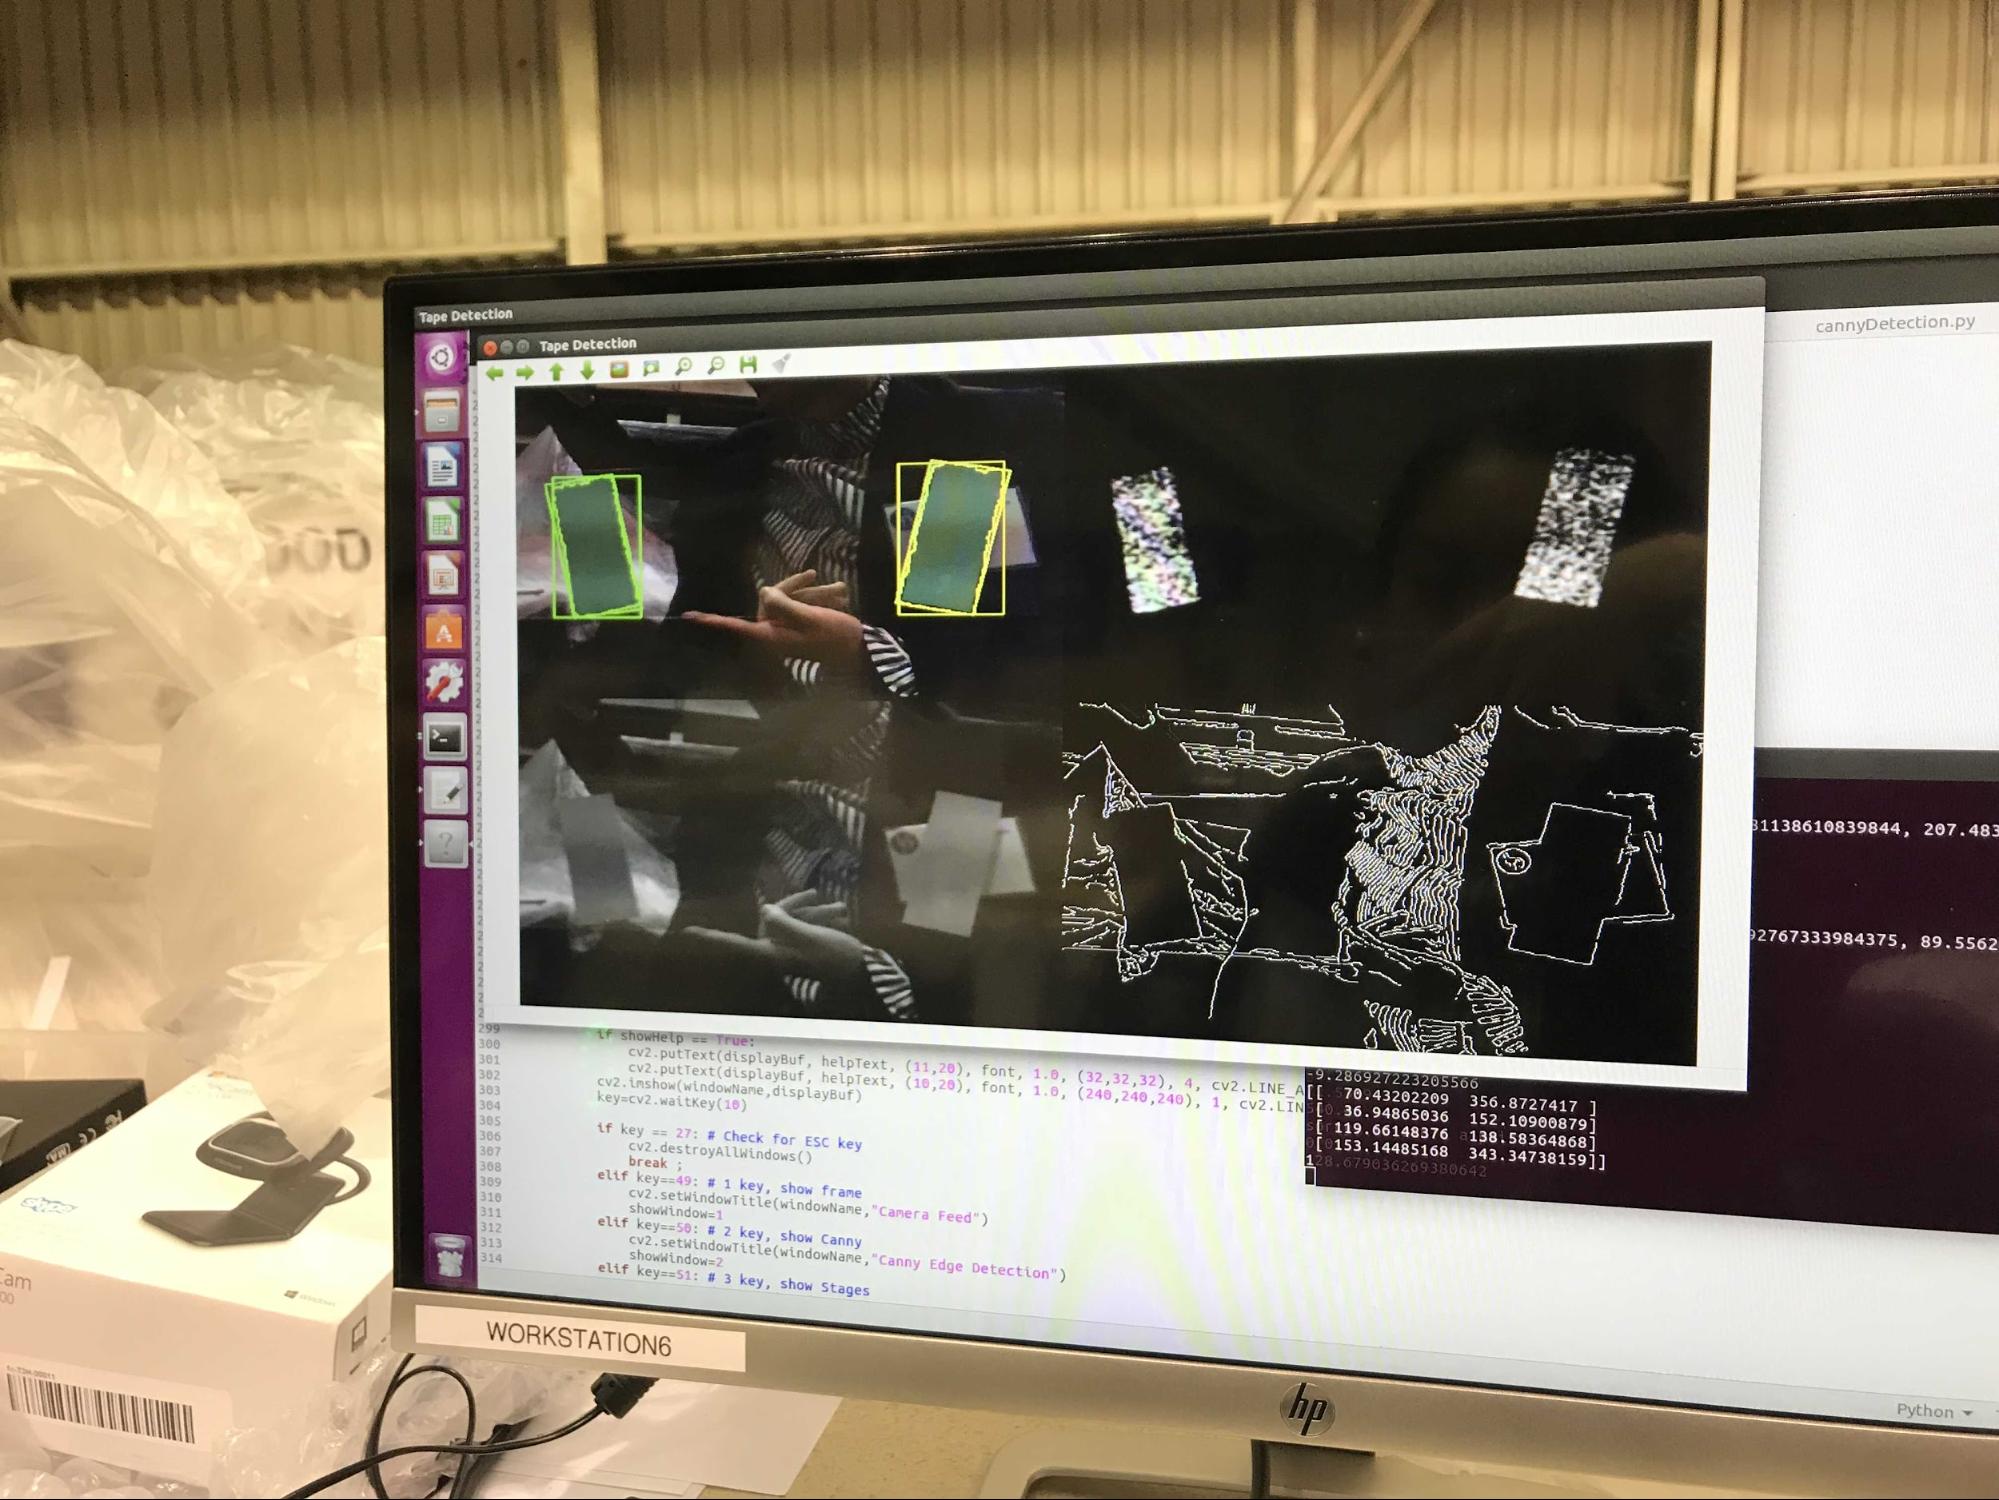 Tape Detection
Tape Detection
cannyDetection.py
31138610839844, 207.483
92767333984375, 89.5562
-9.286927223205566
[[ 70.43202209 356.8727417 ]
[ 36.94865036 152.10900879]
[ 119.66148376 138.58364868]
[ 153.14485168 343.34738159]]
128.679036269380642
299
300 if showHelp == True:
301 cv2.putText(displayBuf, helpText, (11,20), font, 1.0, (32,32,32), 4, cv2.LINE_A
302 cv2.putText(displayBuf, helpText, (10,20), font, 1.0, (240,240,240), 1, cv2.LIN
303 cv2.imshow(windowName,displayBuf)
304 key=cv2.waitKey(10)
305
306 if key == 27: # Check for ESC key
307 cv2.destroyAllWindows()
308 break ;
309 elif key==49: # 1 key, show frame
310 cv2.setWindowTitle(windowName,"Camera Feed")
311 showWindow=1
312 elif key==50: # 2 key, show Canny
313 cv2.setWindowTitle(windowName,"Canny Edge Detection")
314 showWindow=2
elif key==51: # 3 key, show Stages
Python
WORKSTATION6
hp
skype
Cam
Windows